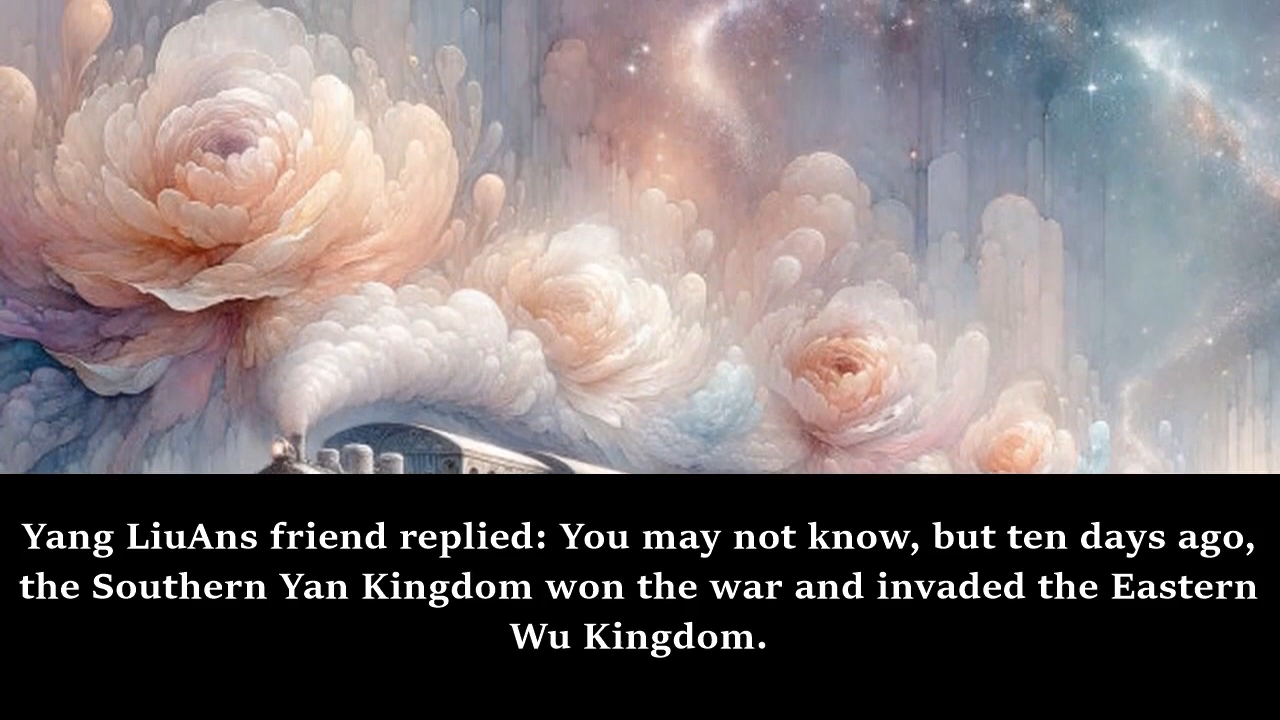 Yang LiuAns friend replied: You may not know, but ten days ago,
the Southern Yan Kingdom won the war and invaded the Eastern
Wu Kingdom.